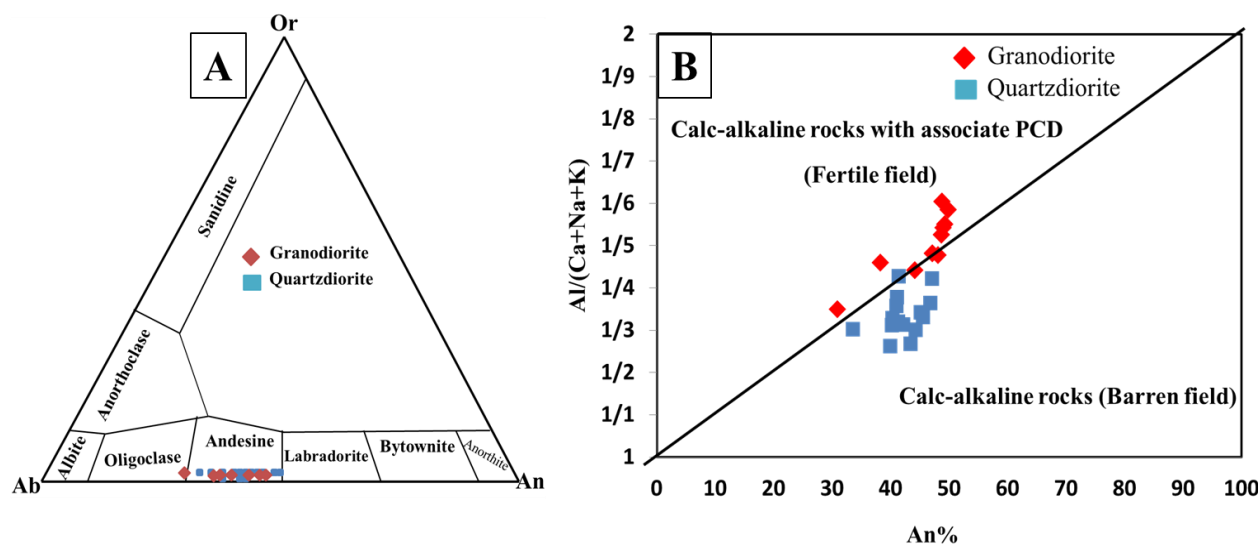 Or
A
Sanidine
Granodiorite
Quartzdiorite
Anorthoclase
Albite
Oligoclase
Andesine
Labradorite
Bytownite
Anorthite
Ab
An
B
Granodiorite
Quartzdiorite
Calc-alkaline rocks with associate PCD
(Fertile field)
Calc-alkaline rocks (Barren field)
Al/(Ca+Na+K)
2
1/9
1/8
1/7
1/6
1/5
1/4
1/3
1/2
1/1
1
0 10 20 30 40 50 60 70 80 90 100
An%